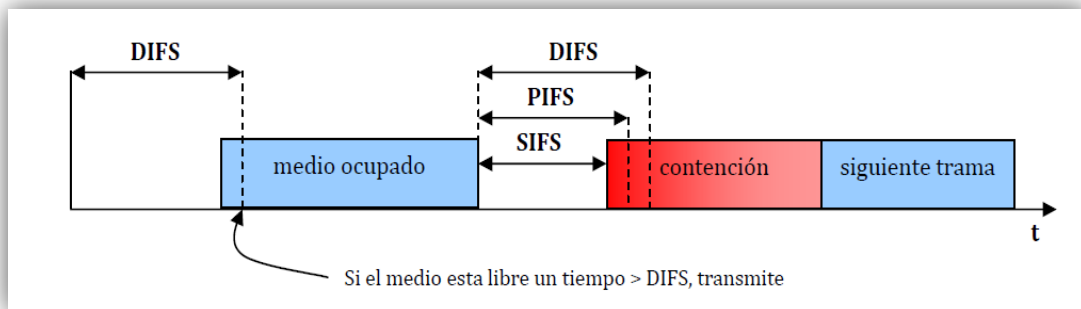 DIFS
DIFS
PIFS
SIFS
medio ocupado
contención
siguiente trama
t
Si el medio esta libre un tiempo > DIFS, transmite